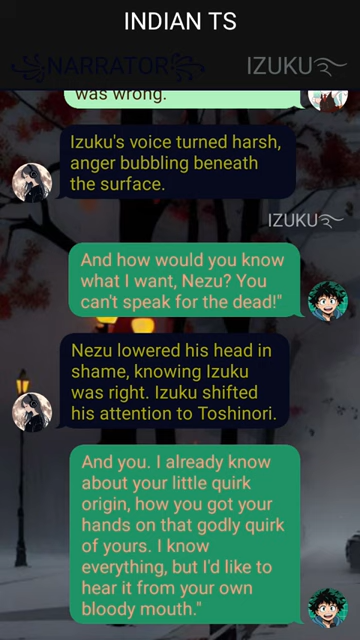 INDIAN TS
NARRATOR
IZUKU
was wrong.
Izuku's voice turned harsh,
anger bubbling beneath
the surface.
IZUKU
And how would you know
what I want, Nezu? You
can't speak for the dead!"
Nezu lowered his head in
shame, knowing Izuku
was right. Izuku shifted
his attention to Toshinori.
And you. I already know
about your little quirk
origin, how you got your
hands on that godly quirk
of yours. I know
everything, but I'd like to
hear it from your own
bloody mouth."